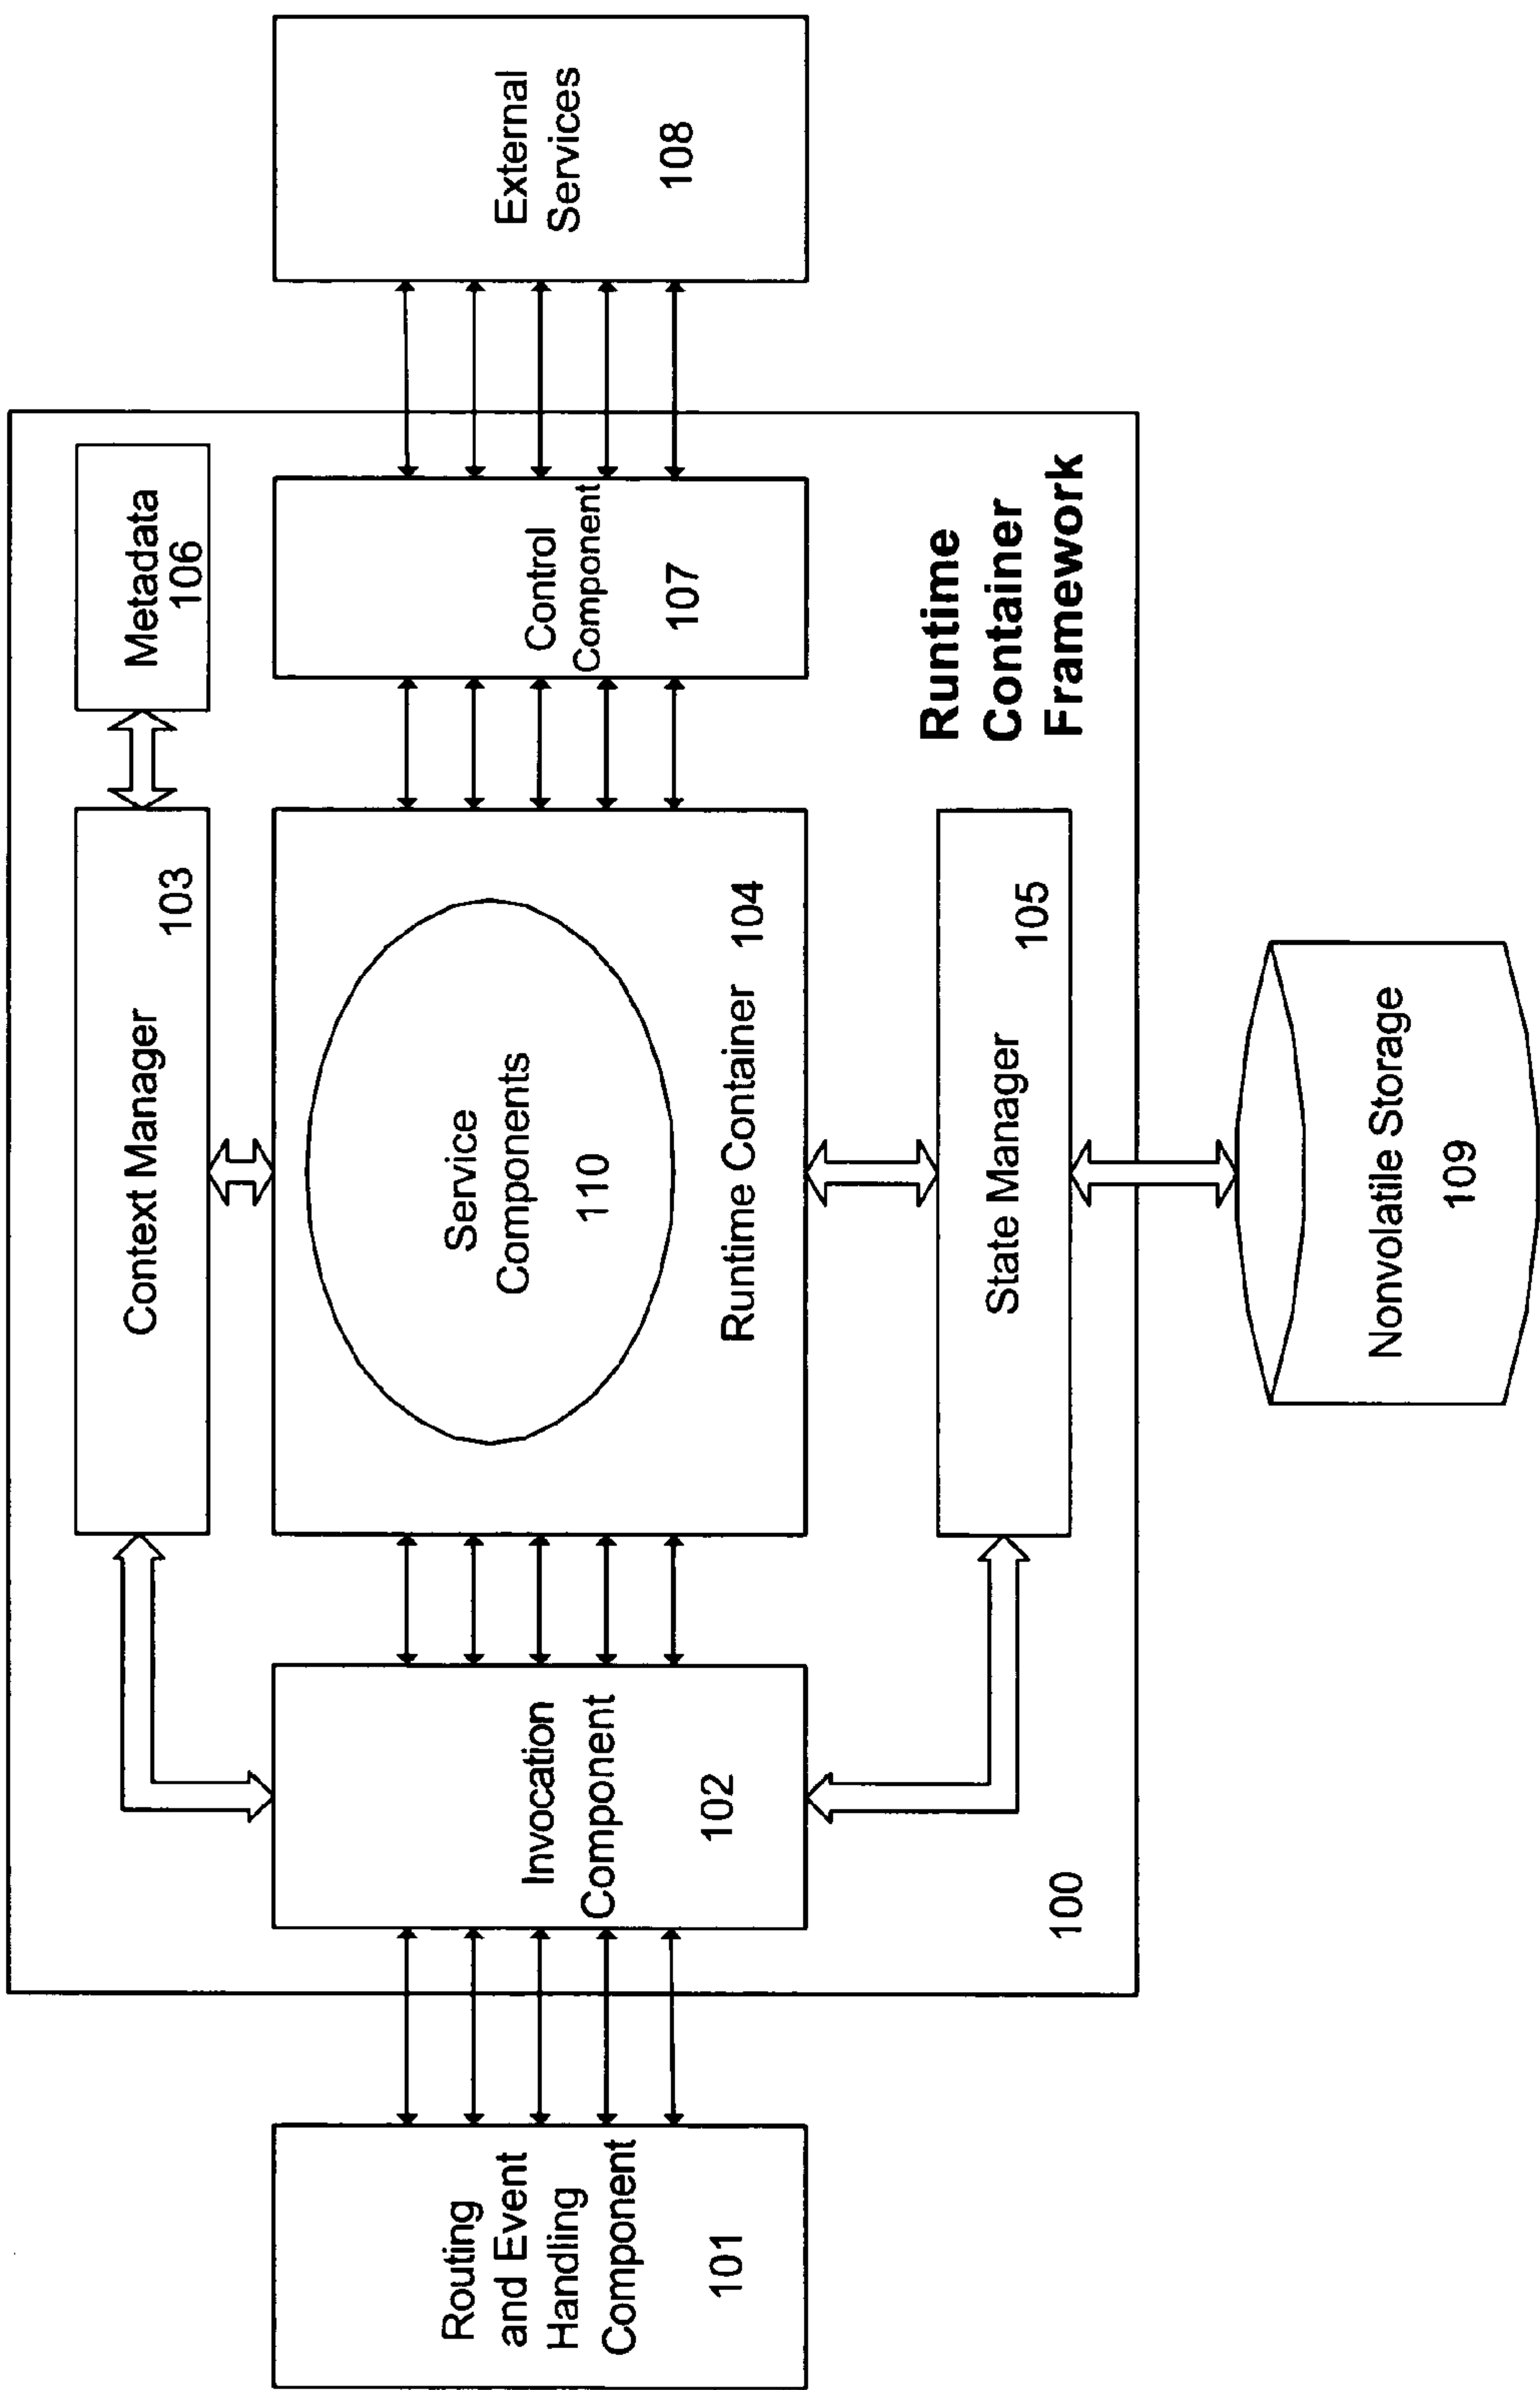 Context Manager
103
Metadata
106
Routing
and Event
Handling
Component
101
Invocation
Component
102
Service
Components
110
Runtime Container 104
Control
Component
107
External
Services
108
State Manager
105
Runtime
Container
Framework
100
Nonvolatile Storage
109